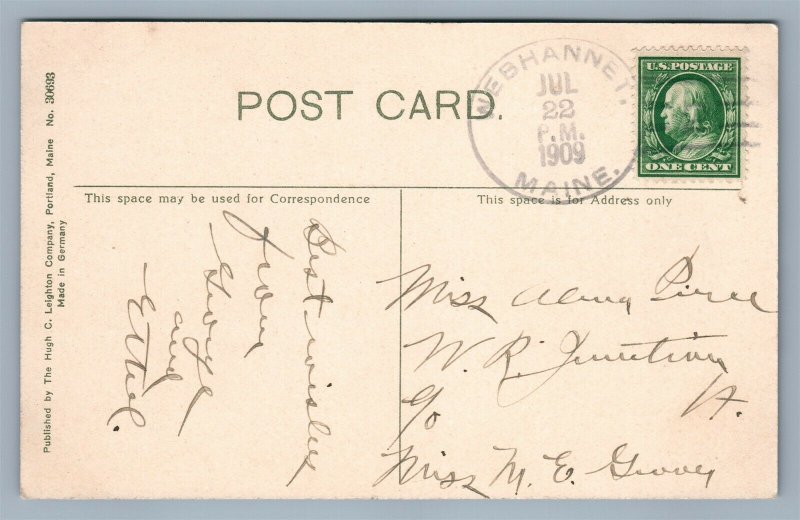 POST CARD.
WEBHANNET.
JUL
22
P.M.
1909
MAINE.
U.S. POSTAGE
ONE CENT
Published by The Hugh C. Leighton Company, Portland, Maine No. 30693
Made in Germany
This space may be used for Correspondence
Best wishes
from
George
and
Ethel.
This space is for Address only
Miss Alma
W. R. Junction
Vt.
c/o
Miss M. E.